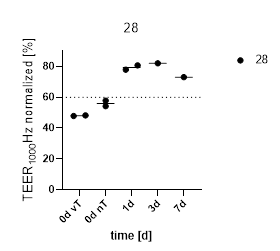 28
28
TEER1000Hz normalized [%]
80
60
40
20
0
0d vT
0d nT
1d
3d
7d
time [d]